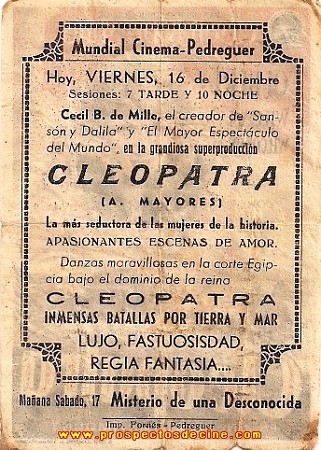 Mundial Cinema-Pedreguer
Hoy, VIERNES, 16 de Diciembre
Sesiones: 7 TARDE Y 10 NOCHE
Cecil B. de Mille, el creador de "San-
són y Dalila" y "El Mayor Espectáculo
del Mundo", en la grandiosa superproducción
CLEOPATRA
(A. MAYORES)
La más seductora de las mujeres de la historia.
APASIONANTES ESCENAS DE AMOR.
Danzas maravillosas en la corte Egip-
cia bajo el dominio de la reina
CLEOPATRA
INMENSAS BATALLAS POR TIERRA Y MAR
LUJO, FASTUOSISDAD,
REGIA FANTASIA....
Mañana Sabado, 17 Misterio de una Desconocida
Imp. Fornés - Pedreguer
www.prospectosdecine.com